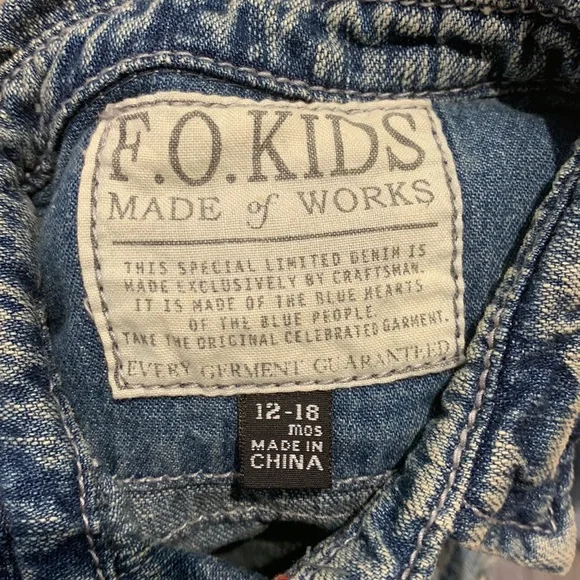 F.O.KIDS
MADE of WORKS
THIS SPECIAL LIMITED DENIM IS
MADE EXCLUSIVELY BY CRAFTSMAN.
IT IS MADE OF THE BLUE HEARTS
OF THE BLUE PEOPLE.
TAKE THE ORIGINAL CELEBRATED GARMENT.
EVERY GERMENT GUARANTEED
12-18
mos
MADE IN
CHINA